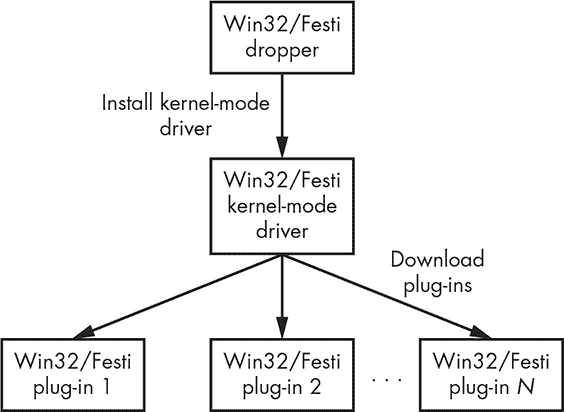 Win32/Festi
dropper
Install kernel-mode
driver
Win32/Festi
kernel-mode
driver
Download
plug-ins
Win32/Festi
plug-in 1
Win32/Festi
plug-in 2
. . .
Win32/Festi
plug-in N